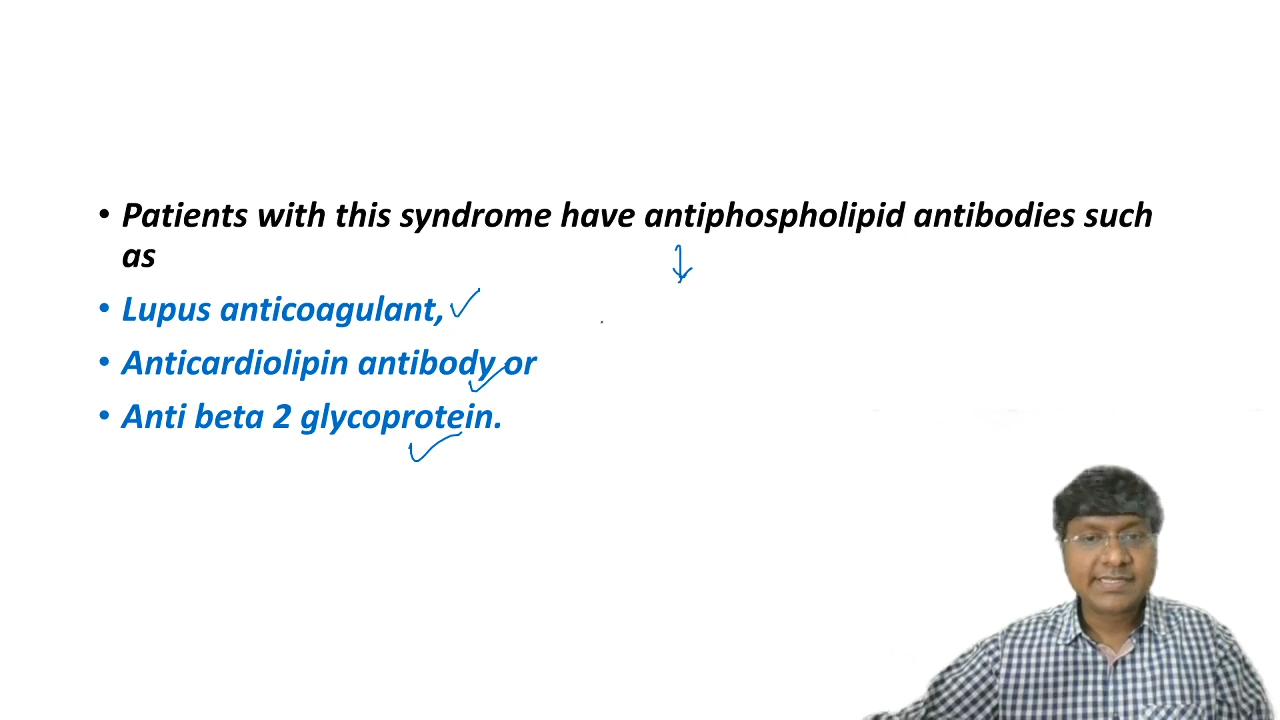 • Patients with this syndrome have antiphospholipid antibodies such
as
• Lupus anticoagulant,
• Anticardiolipin antibody or
• Anti beta 2 glycoprotein.